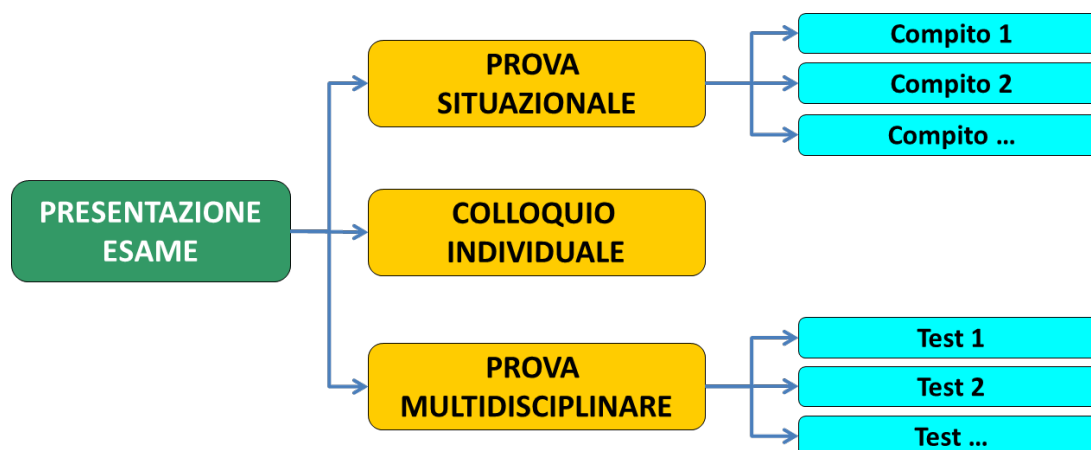 PRESENTAZIONE
ESAME
PROVA
SITUAZIONALE
Compito 1
Compito 2
Compito ...
COLLOQUIO
INDIVIDUALE
PROVA
MULTIDISCIPLINARE
Test 1
Test 2
Test ...